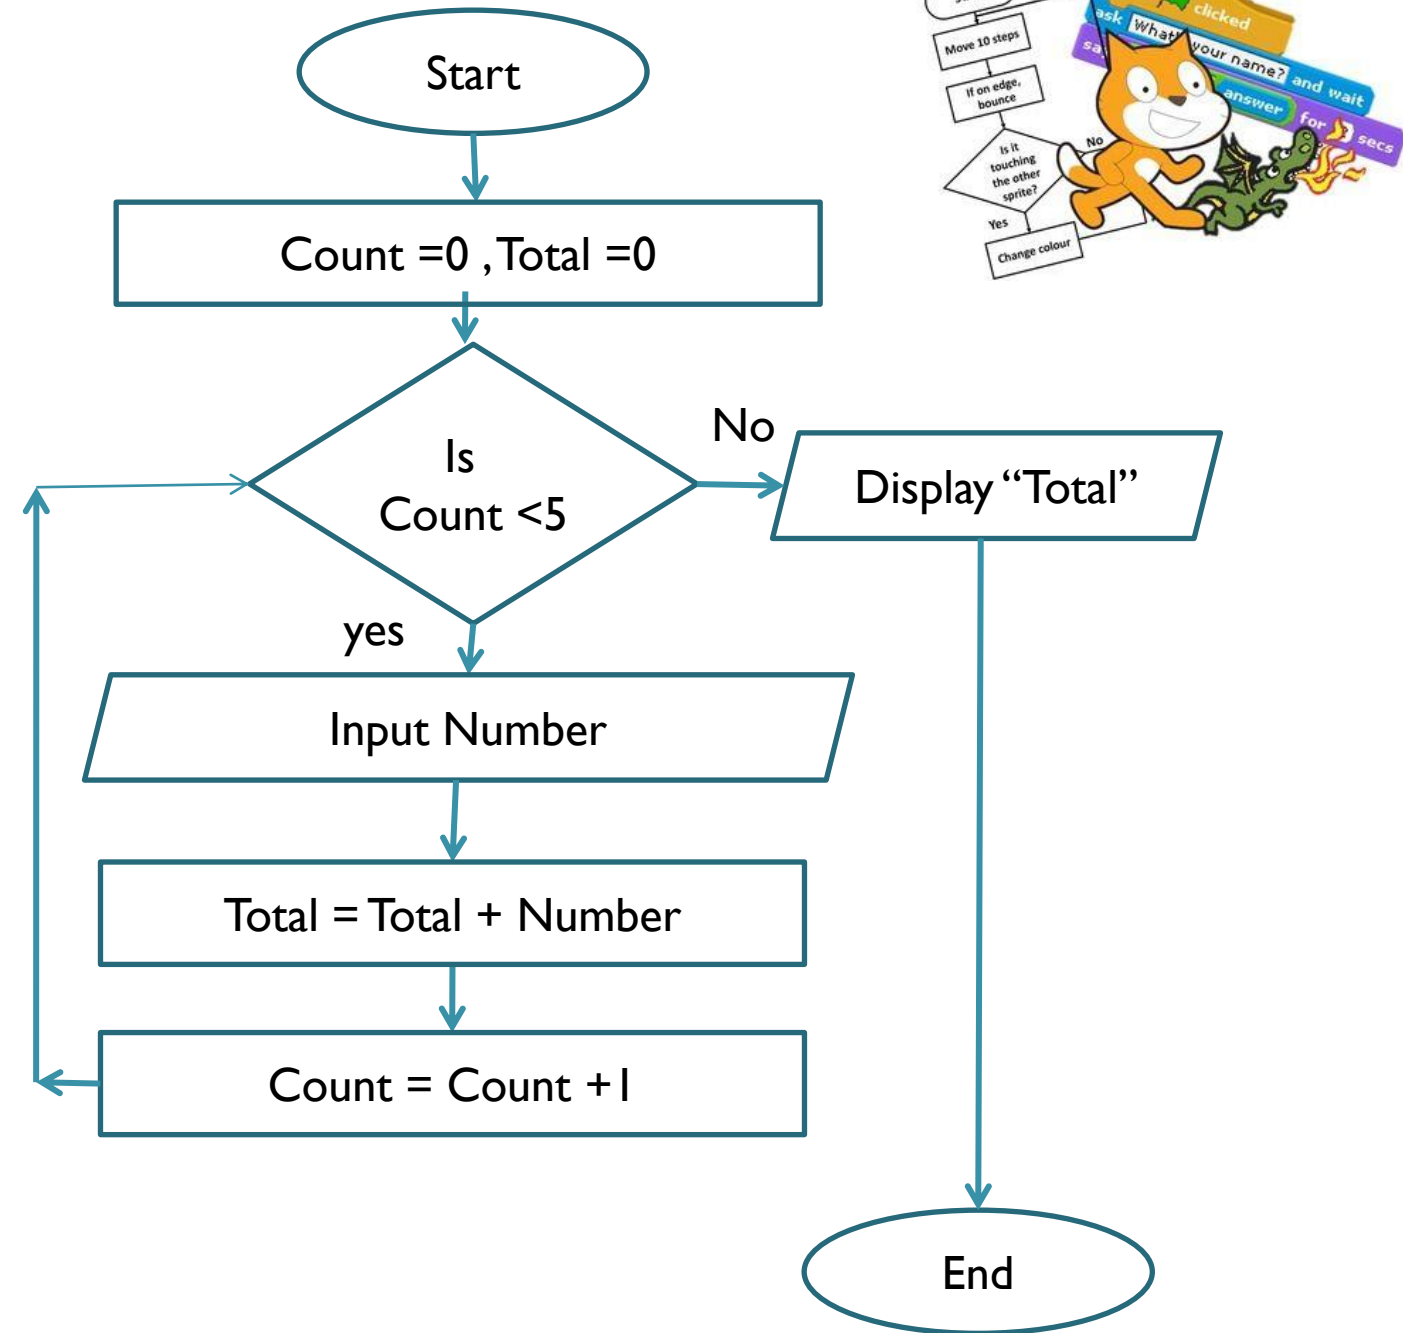 Start
Count =0 , Total =0
Is
Count <5
No
Display “Total”
yes
Input Number
Total = Total + Number
Count = Count +1
End
Move 10 steps
If on edge,
bounce
Is it
touching
the other
sprite?
No
Yes
Change colour
clicked
ask What's your name? and wait
answer for secs